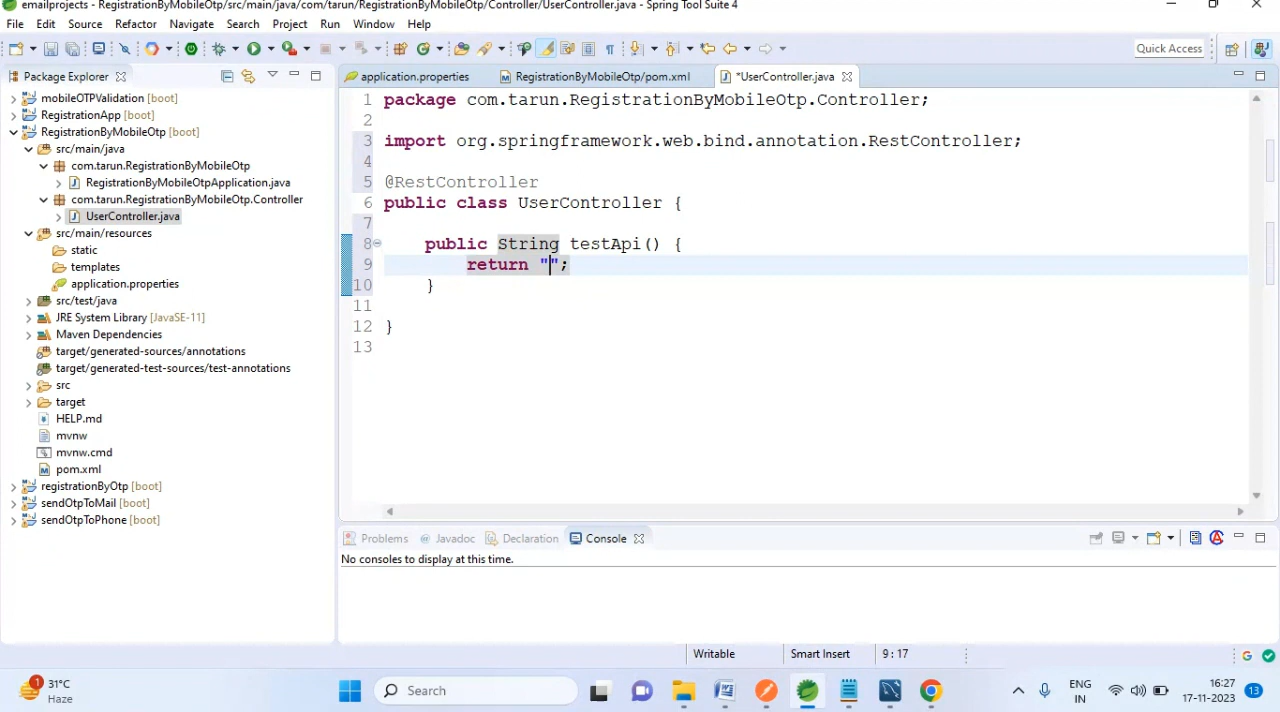 emailprojects - RegistrationByMobileOtp/src/main/java/com/tarun/RegistrationByMobileOtp/Controller/UserController.java - Spring Tool Suite 4
File Edit Source Refactor Navigate Search Project Run Window Help
Quick Access
Package Explorer
mobileOTPValidation [boot]
RegistrationApp [boot]
RegistrationByMobileOtp [boot]
src/main/java
com.tarun.RegistrationByMobileOtp
RegistrationByMobileOtpApplication.java
com.tarun.RegistrationByMobileOtp.Controller
UserController.java
src/main/resources
static
templates
application.properties
src/test/java
JRE System Library [JavaSE-11]
Maven Dependencies
target/generated-sources/annotations
target/generated-test-sources/test-annotations
src
target
HELP.md
mvnw
mvnw.cmd
pom.xml
registrationByOtp [boot]
sendOtpToMail [boot]
sendOtpToPhone [boot]
application.properties RegistrationByMobileOtp/pom.xml *UserController.java
1 package com.tarun.RegistrationByMobileOtp.Controller;
2
3 import org.springframework.web.bind.annotation.RestController;
4
5 @RestController
6 public class UserController {
7
8 public String testApi() {
9 return "";
10 }
11
12 }
13
Problems @ Javadoc Declaration Console
No consoles to display at this time.
Writable Smart Insert 9 : 17
31°C
Haze
1
Search
ENG
IN
16:27
17-11-2023
13